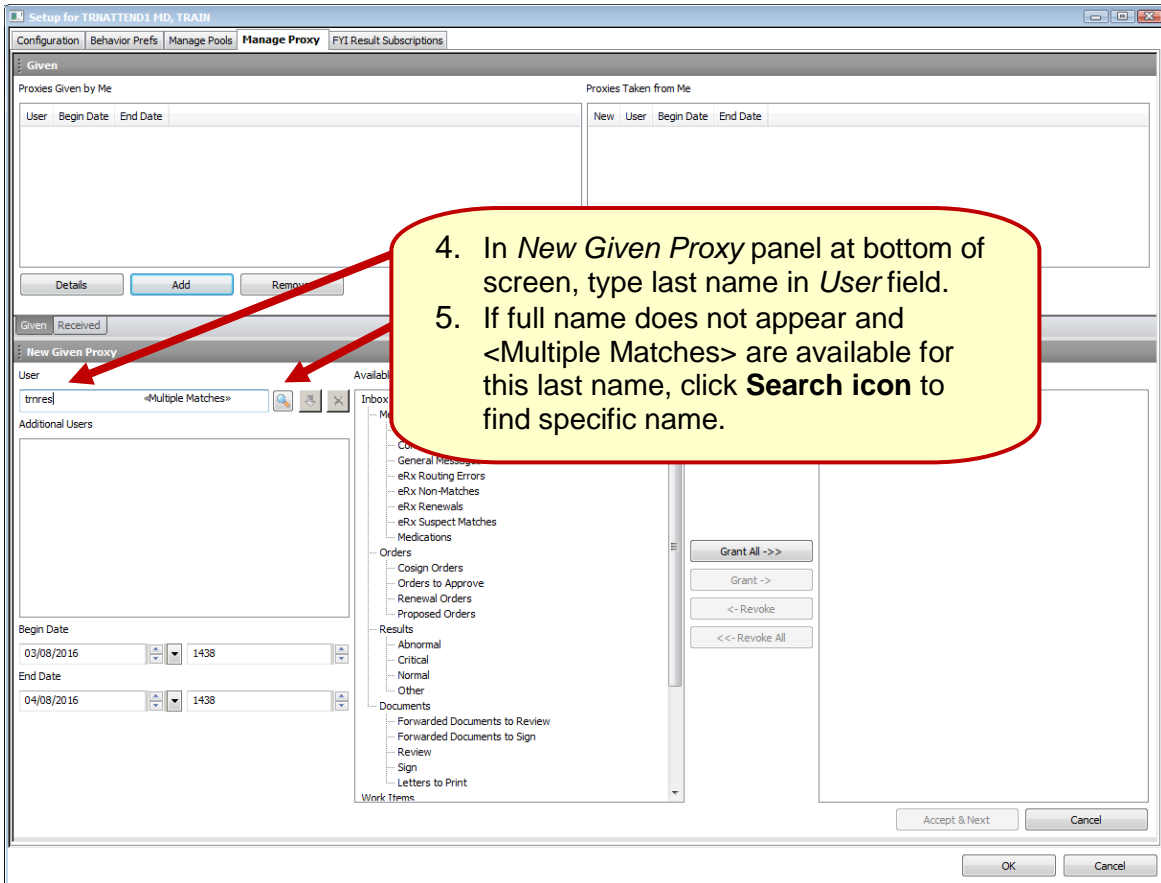 Setup for TRNATTEND1 MD, TRAIN
Configuration Behavior Prefs Manage Pools Manage Proxy FYI Result Subscriptions
Given
Proxies Given by Me Proxies Taken from Me
User Begin Date End Date New User Begin Date End Date
4. In New Given Proxy panel at bottom of
screen, type last name in User field.
5. If full name does not appear and
<Multiple Matches> are available for
this last name, click Search icon to
find specific name.
Details Add
Given Received
New Given Proxy
User
trnres «Multiple Matches»
Additional Users
Inbox
General Messages
eRx Routing Errors
eRx Non-Matches
eRx Renewals
eRx Suspect Matches
Medications
Orders
Cosign Orders
Orders to Approve
Renewal Orders
Proposed Orders
Results
Abnormal
Critical
Normal
Other
Documents
Forwarded Documents to Review
Forwarded Documents to Sign
Review
Sign
Letters to Print
Work Items
Grant All ->>
Grant ->
<- Revoke
<<- Revoke All
Begin Date
03/08/2016 1438
End Date
04/08/2016 1438
Accept & Next Cancel
OK Cancel